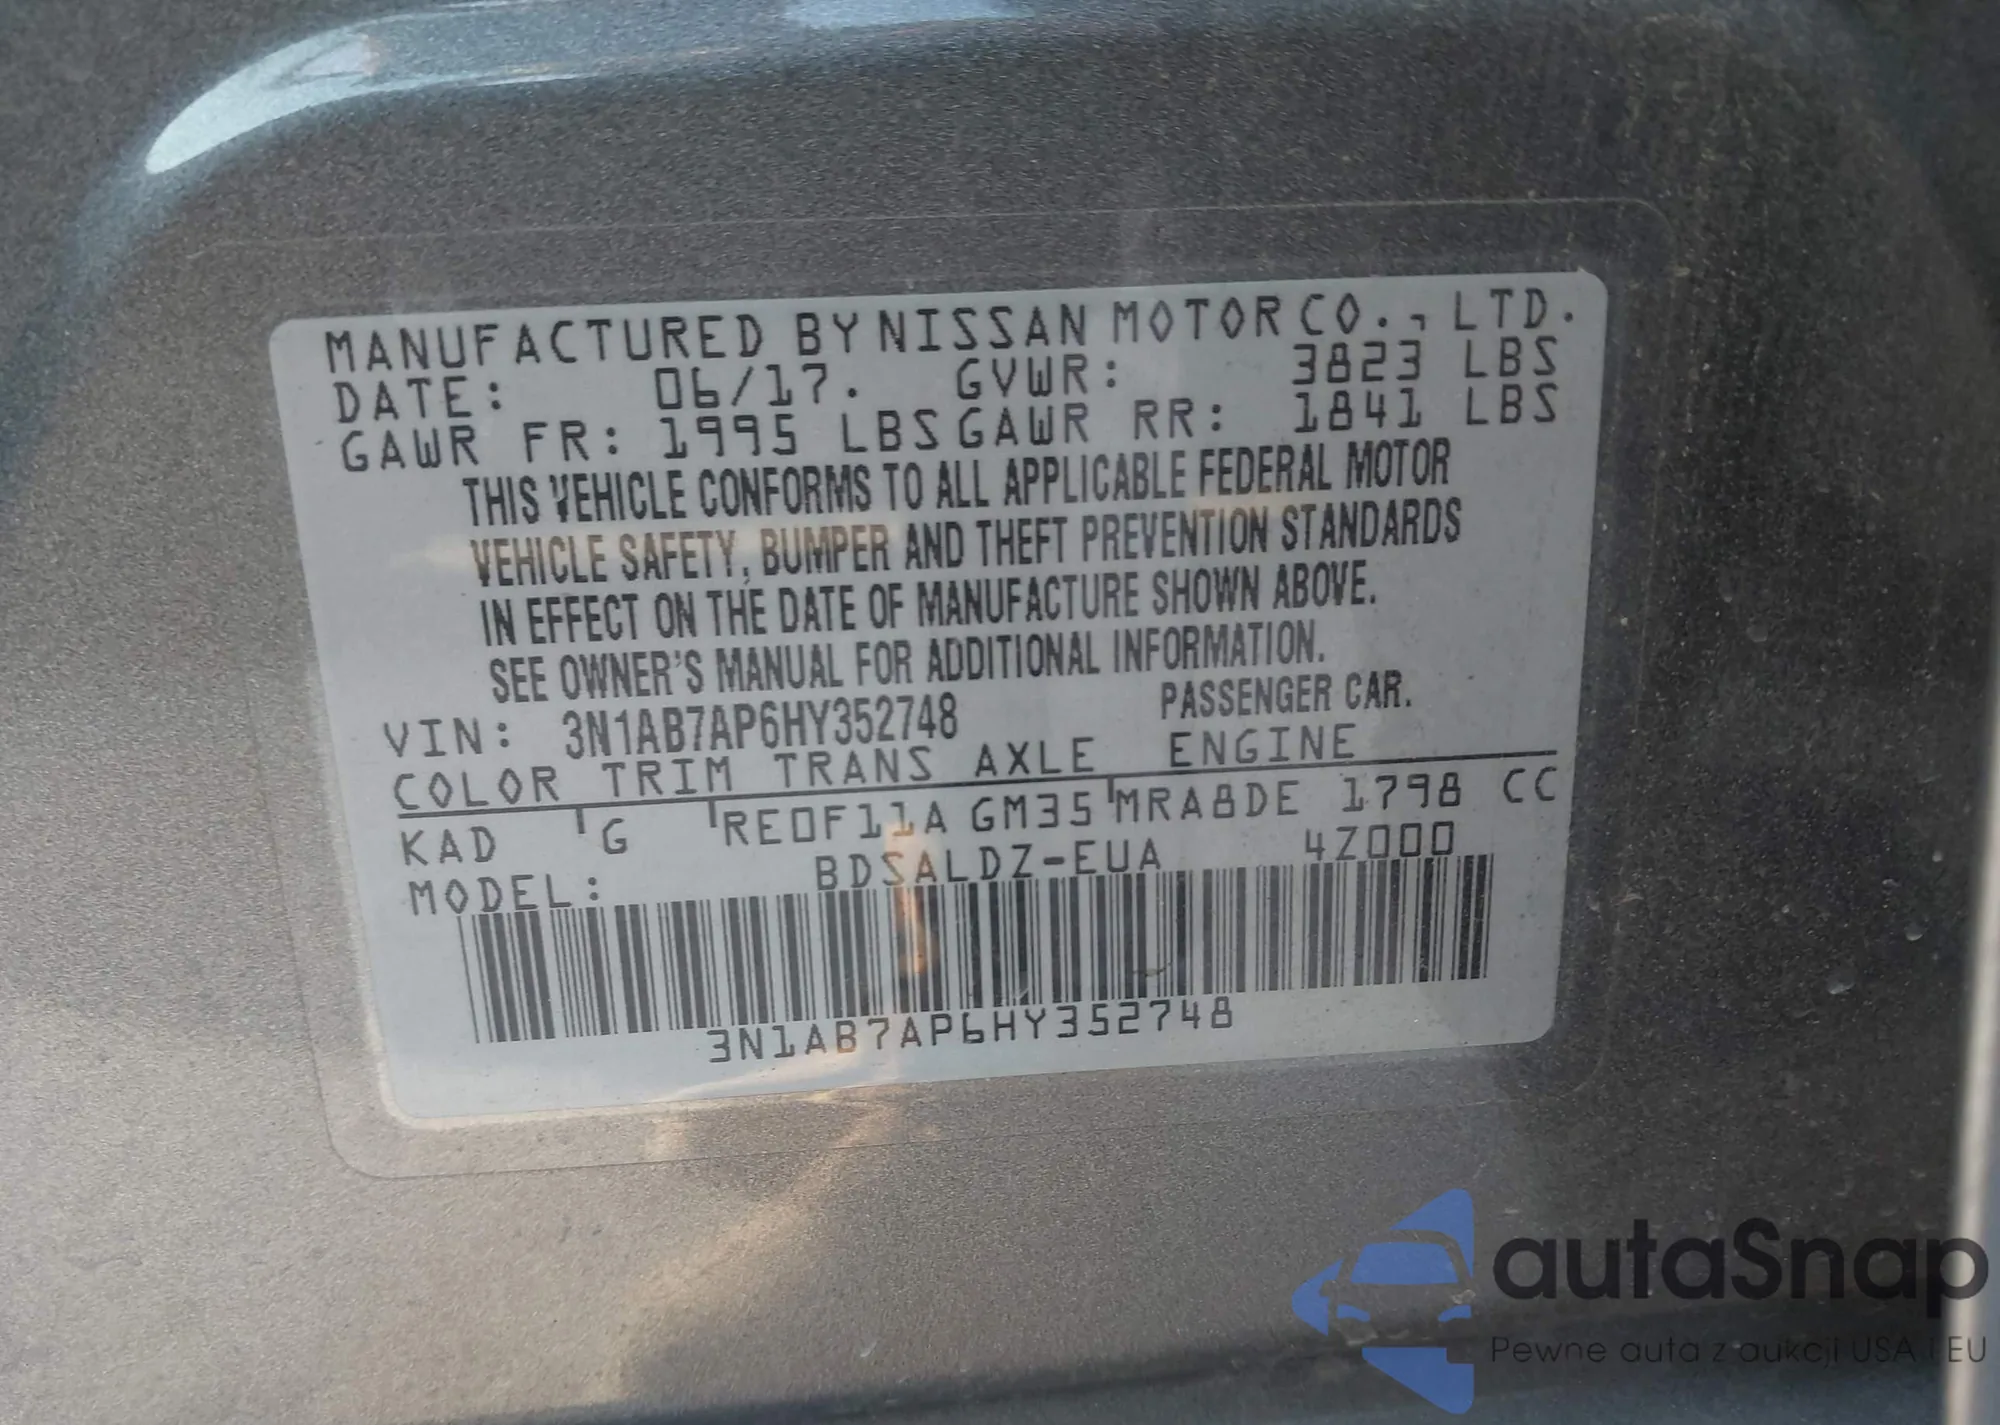 MANUFACTURED BY NISSAN MOTOR CO., LTD.
DATE: 06/17. GVWR: 3823 LBS
GAWR FR: 1995 LBS GAWR RR: 1841 LBS
THIS VEHICLE CONFORMS TO ALL APPLICABLE FEDERAL MOTOR
VEHICLE SAFETY, BUMPER AND THEFT PREVENTION STANDARDS
IN EFFECT ON THE DATE OF MANUFACTURE SHOWN ABOVE.
SEE OWNER'S MANUAL FOR ADDITIONAL INFORMATION.
VIN: 3N1AB7AP6HY352748 PASSENGER CAR.
COLOR TRIM TRANS AXLE ENGINE
KAD G RE0F11A GM35 MRA8DE 1798 CC
MODEL: BDSALDZ-EUA 4Z000
3N1AB7AP6HY352748
autaSnap
Pewne auta z aukcji USA i EU